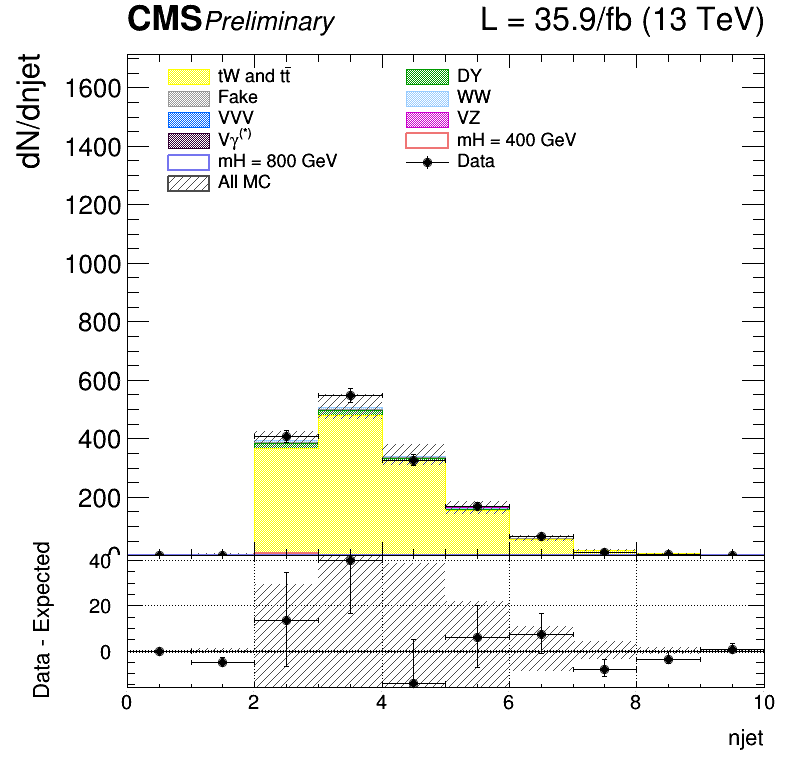 CMS Preliminary L = 35.9/fb (13 TeV)
dN/dnjet
1600
1400
1200
1000
800
600
400
200
0
tW and tt̄
Fake
VVV
Vγ(*)
mH = 800 GeV
All MC
DY
WW
VZ
mH = 400 GeV
Data
Data - Expected
40
20
0
0 2 4 6 8 10
njet